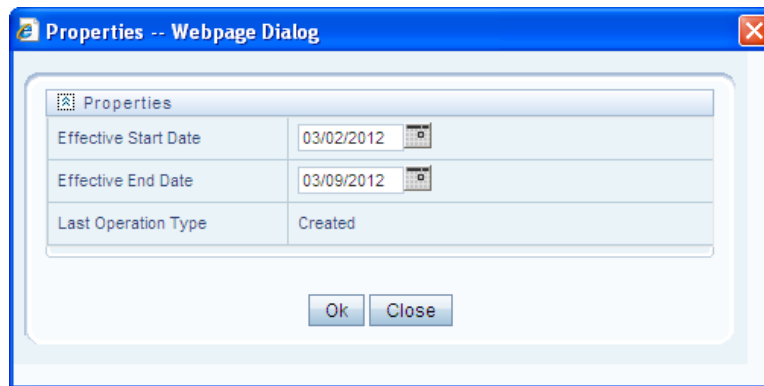 Properties -- Webpage Dialog
Properties
Effective Start Date 03/02/2012
Effective End Date 03/09/2012
Last Operation Type Created
Ok Close